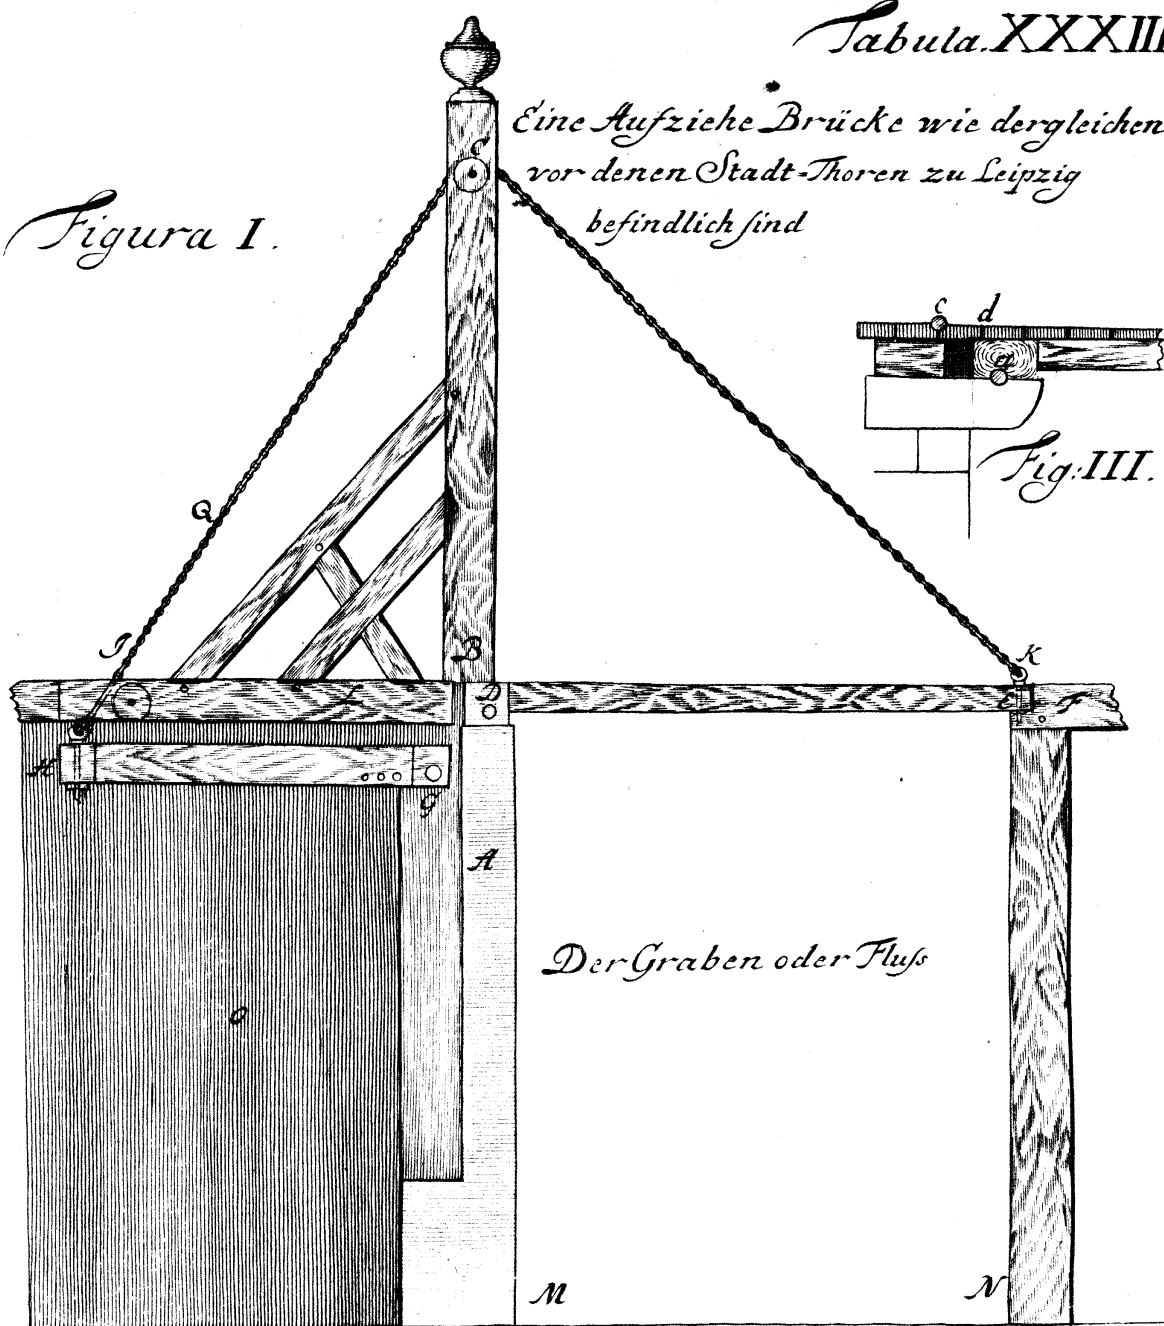 Tabula. XXXIII
Eine Aufziehe Brücke wie dergleichen
vor denen Stadt-Thoren zu Leipzig
befindlich sind
Figura I.
C
c d
a
Fig: III.
Q
I
B
K
L
D
E
F
H
G
A
Der Graben oder Fluſs
O
M
N